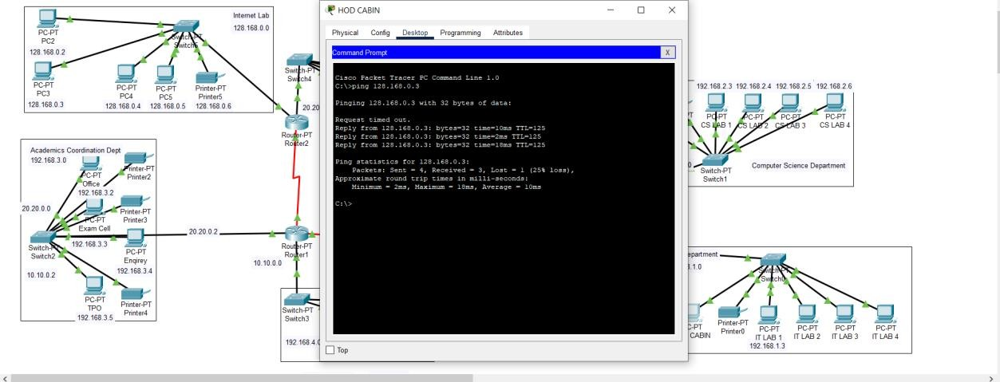 Internet Lab
128.168.0.0
PC-PT
PC2
128.168.0.2
Switch-PT
Switch5
PC-PT
PC3
128.168.0.3
PC-PT
PC4
128.168.0.4
PC-PT
PC5
128.168.0.5
Printer-PT
Printer5
128.168.0.6
Academics Coordination Dept
192.168.3.0
PC-PT
Office
192.168.3.2
Printer-PT
Printer2
20.20.0.0
PC-PT
Exam Cell
Printer-PT
Printer3
192.168.3.3
Switch-PT
Switch2
PC-PT
Enqirey
192.168.3.4
10.10.0.2
PC-PT
TPO
192.168.3.5
Printer-PT
Printer4
20.20.0.2
Switch-PT
Switch4
20.20
Router-PT
Router2
Router-PT
Router1
10.10.0.0
Switch-PT
Switch3
192.168.4.0
HOD CABIN
Physical Config Desktop Programming Attributes
Command Prompt
X
Cisco Packet Tracer PC Command Line 1.0
C:\>ping 128.168.0.3
Pinging 128.168.0.3 with 32 bytes of data:
Request timed out.
Reply from 128.168.0.3: bytes=32 time=10ms TTL=125
Reply from 128.168.0.3: bytes=32 time=2ms TTL=125
Reply from 128.168.0.3: bytes=32 time=18ms TTL=125
Ping statistics for 128.168.0.3:
Packets: Sent = 4, Received = 3, Lost = 1 (25% loss),
Approximate round trip times in milli-seconds:
Minimum = 2ms, Maximum = 18ms, Average = 10ms
C:\>
Top
192.168.2.3 192.168.2.4 192.168.2.5 192.168.2.6
PC-PT
CS LAB 1
PC-PT
CS LAB 2
PC-PT
CS LAB 3
PC-PT
CS LAB 4
Switch-PT
Switch1
Computer Science Department
epartment
.1.0
Switch-PT
Switch0
C-PT
CABIN
Printer-PT
Printer0
PC-PT
IT LAB 1
192.168.1.3
PC-PT
IT LAB 2
PC-PT
IT LAB 3
PC-PT
IT LAB 4